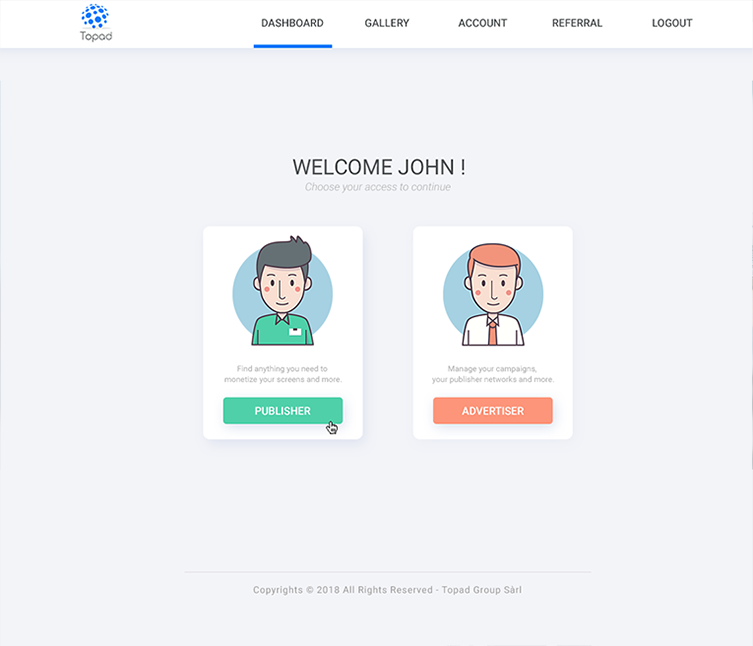 Topad
DASHBOARD
GALLERY
ACCOUNT
REFERRAL
LOGOUT
WELCOME JOHN !
Choose your access to continue
Find anything you need to
monetize your screens and more.
PUBLISHER
Manage your campaigns,
your publisher networks and more.
ADVERTISER
Copyrights © 2018 All Rights Reserved - Topad Group Sàrl